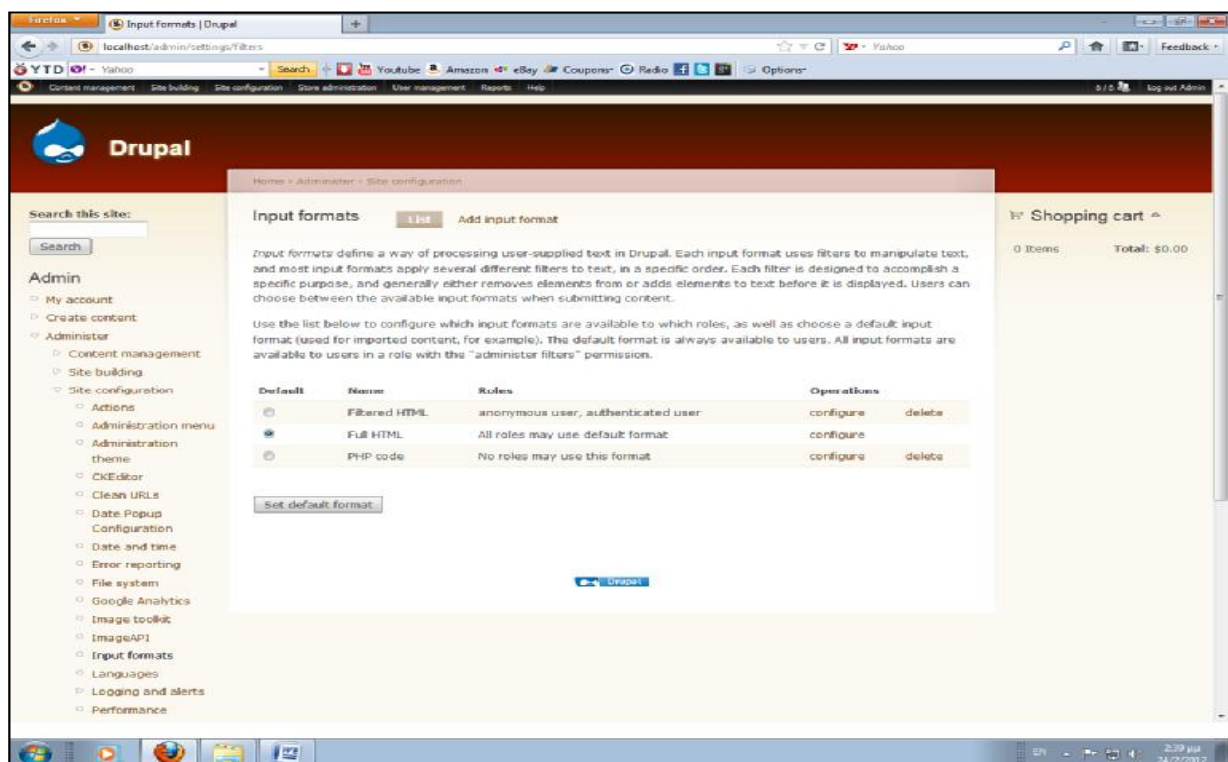 Firefox
Input formats | Drupal
localhost/admin/settings/filters
Yahoo
Feedback
YTD
Yahoo
Search
Youtube
Amazon
eBay
Coupons
Radio
Options
Content management
Site building
Site configuration
Store administration
User management
Reports
Help
Log out Admin
Drupal
Home › Administer › Site configuration
Search this site:
Search
Admin
My account
Create content
Administer
Content management
Site building
Site configuration
Actions
Administration menu
Administration
theme
CKEditor
Clean URLs
Date Popup
Configuration
Date and time
Error reporting
File system
Google Analytics
Image toolkit
ImageAPI
Input formats
Languages
Logging and alerts
Performance
Input formats List Add input format
Input formats define a way of processing user-supplied text in Drupal. Each input format uses filters to manipulate text,
and most input formats apply several different filters to text, in a specific order. Each filter is designed to accomplish a
specific purpose, and generally either removes elements from or adds elements to text before it is displayed. Users can
choose between the available input formats when submitting content.
Use the list below to configure which input formats are available to which roles, as well as choose a default input
format (used for imported content, for example). The default format is always available to users. All input formats are
available to users in a role with the "administer filters" permission.
Default Name Roles Operations
Filtered HTML anonymous user, authenticated user configure delete
Full HTML All roles may use default format configure
PHP code No roles may use this format configure delete
Set default format
Drupal
Shopping cart
0 Items Total: $0.00
EN
2:39 μμ
24/2/2012